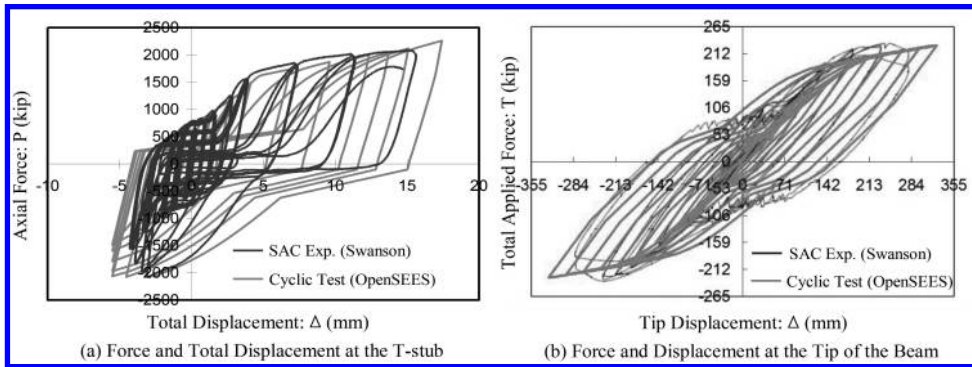 2500
2000
1500
1000
500
0
-500
-1000
-1500
-2000
-2500
-10 -5 0 5 10 15 20
Axial Force: P (kip)
SAC Exp. (Swanson)
Cyclic Test (OpenSEES)
Total Displacement: Δ (mm)
(a) Force and Total Displacement at the T-stub
265
212
159
106
53
0
-53
-106
-159
-212
-265
-355 -284 -213 -142 -71 0 71 142 213 284 355
Total Applied Force: T (kip)
SAC Exp. (Swanson)
Cyclic Test (OpenSEES)
Tip Displacement: Δ (mm)
(b) Force and Displacement at the Tip of the Beam